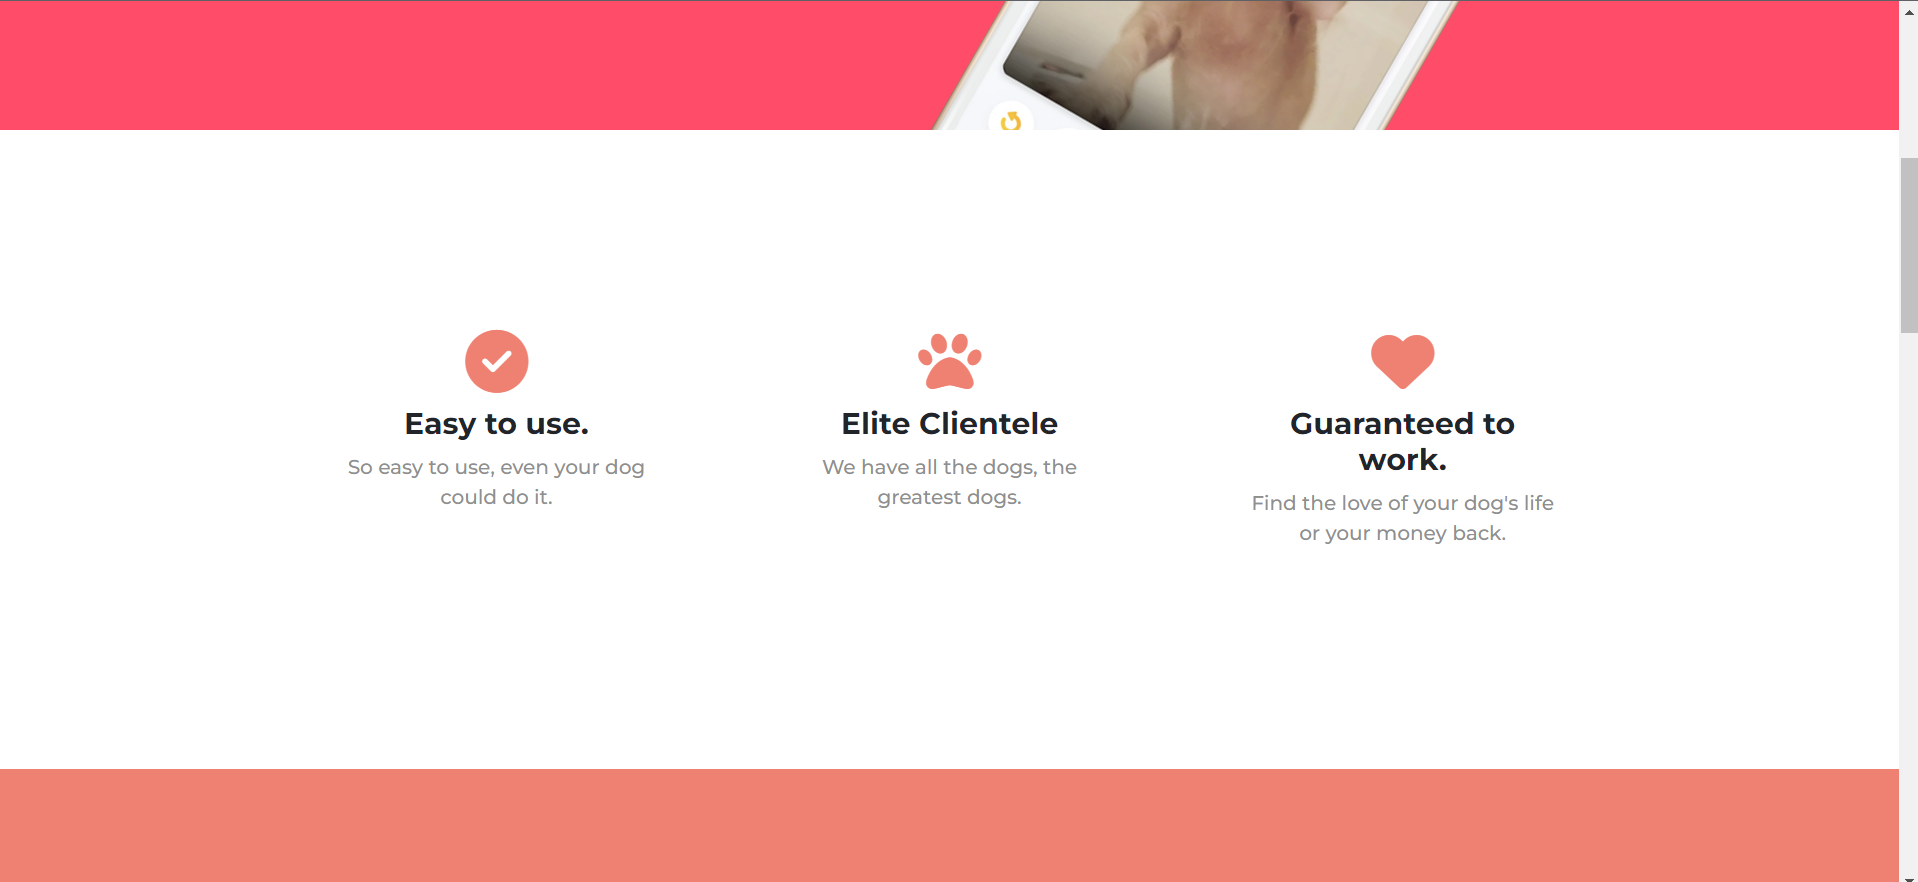 Easy to use.
So easy to use, even your dog
could do it.
Elite Clientele
We have all the dogs, the
greatest dogs.
Guaranteed to
work.
Find the love of your dog's life
or your money back.